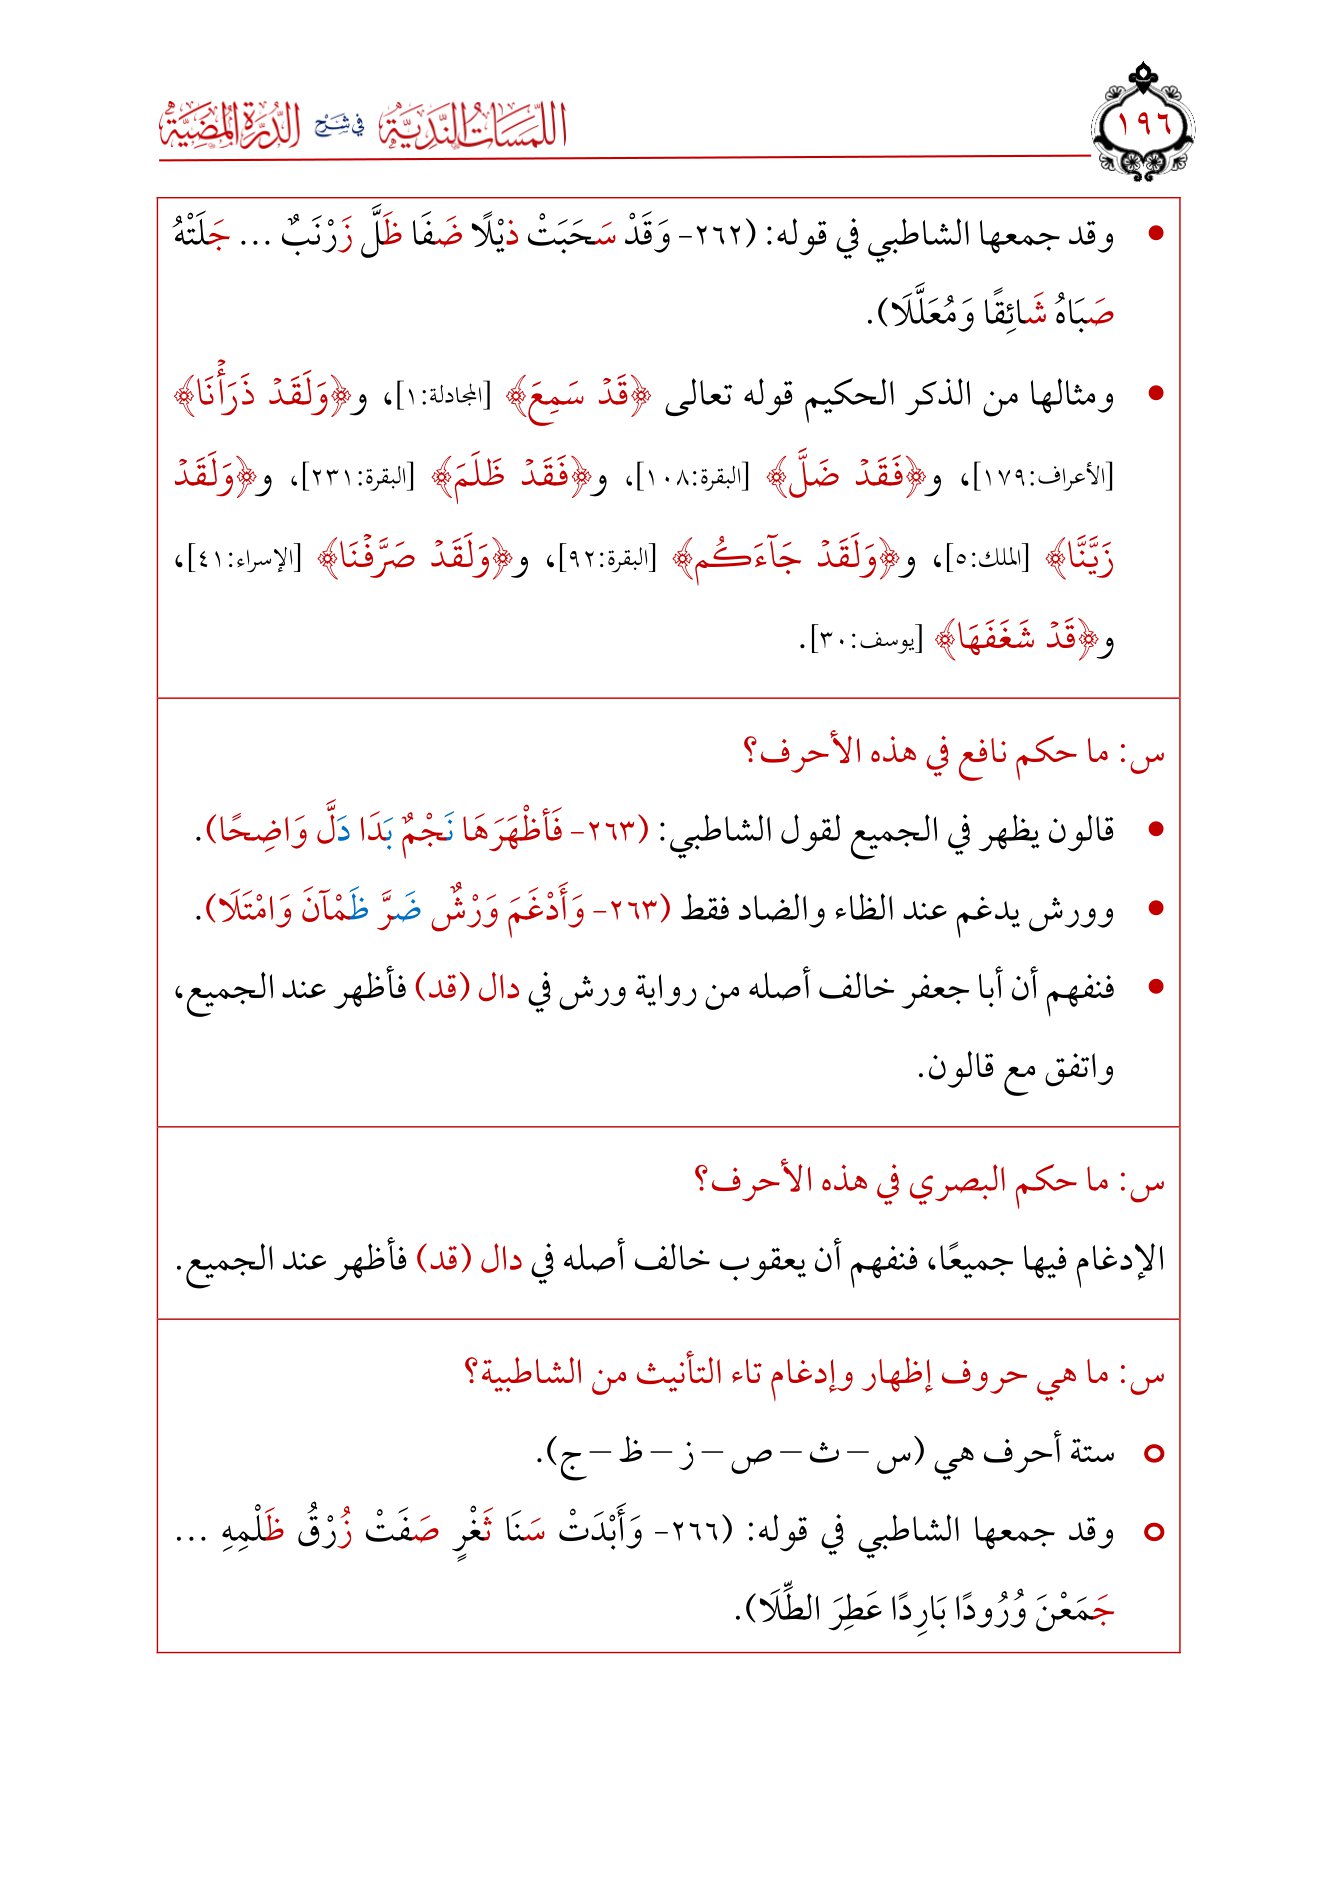 اللمسات الندية في شرح الدرة المضية
١٩٦
• وقد جمعها الشاطبي في قوله: (٢٦٢- وَقَدْ سَحَبَتْ ذَيْلًا ضَفَا ظَلَّ زَرْنَبٌ ... جَلَتْهُ
صَبَاهُ شَائِقًا وَمُعَلَّلَا).
• ومثالها من الذكر الحكيم قوله تعالى ﴿قَدْ سَمِعَ﴾ [المجادلة:١]، و﴿وَلَقَدْ ذَرَأْنَا﴾
[الأعراف:١٧٩]، و﴿فَقَدْ ضَلَّ﴾ [البقرة:١٠٨]، و﴿فَقَدْ ظَلَمَ﴾ [البقرة:٢٣١]، و﴿وَلَقَدْ
زَيَّنَّا﴾ [الملك:٥]، و﴿وَلَقَدْ جَآءَكُم﴾ [البقرة:٩٢]، و﴿وَلَقَدْ صَرَّفْنَا﴾ [الإسراء:٤١]،
و﴿قَدْ شَغَفَهَا﴾ [يوسف:٣٠].
س: ما حكم نافع في هذه الأحرف؟
• قالون يظهر في الجميع لقول الشاطبي: (٢٦٣- فَأَظْهَرَهَا نَجْمٌ بَدَا دَلَّ وَاضِحًا).
• وورش يدغم عند الظاء والضاد فقط (٢٦٣- وَأَدْغَمَ وَرْشٌ ضَرَّ ظَمْآنَ وَامْتَلَا).
• فنفهم أن أبا جعفر خالف أصله من رواية ورش في دال (قد) فأظهر عند الجميع،
واتفق مع قالون.
س: ما حكم البصري في هذه الأحرف؟
الإدغام فيها جميعًا، فنفهم أن يعقوب خالف أصله في دال (قد) فأظهر عند الجميع.
س: ما هي حروف إظهار وإدغام تاء التأنيث من الشاطبية؟
o ستة أحرف هي (س – ث – ص – ز – ظ – ج).
o وقد جمعها الشاطبي في قوله: (٢٦٦- وَأَبْدَتْ سَنَا ثَغْرٍ صَفَتْ زُرْقُ ظَلْمِهِ ...
جَمَعْنَ وُرُودًا بَارِدًا عَطِرَ الطِّلَا).